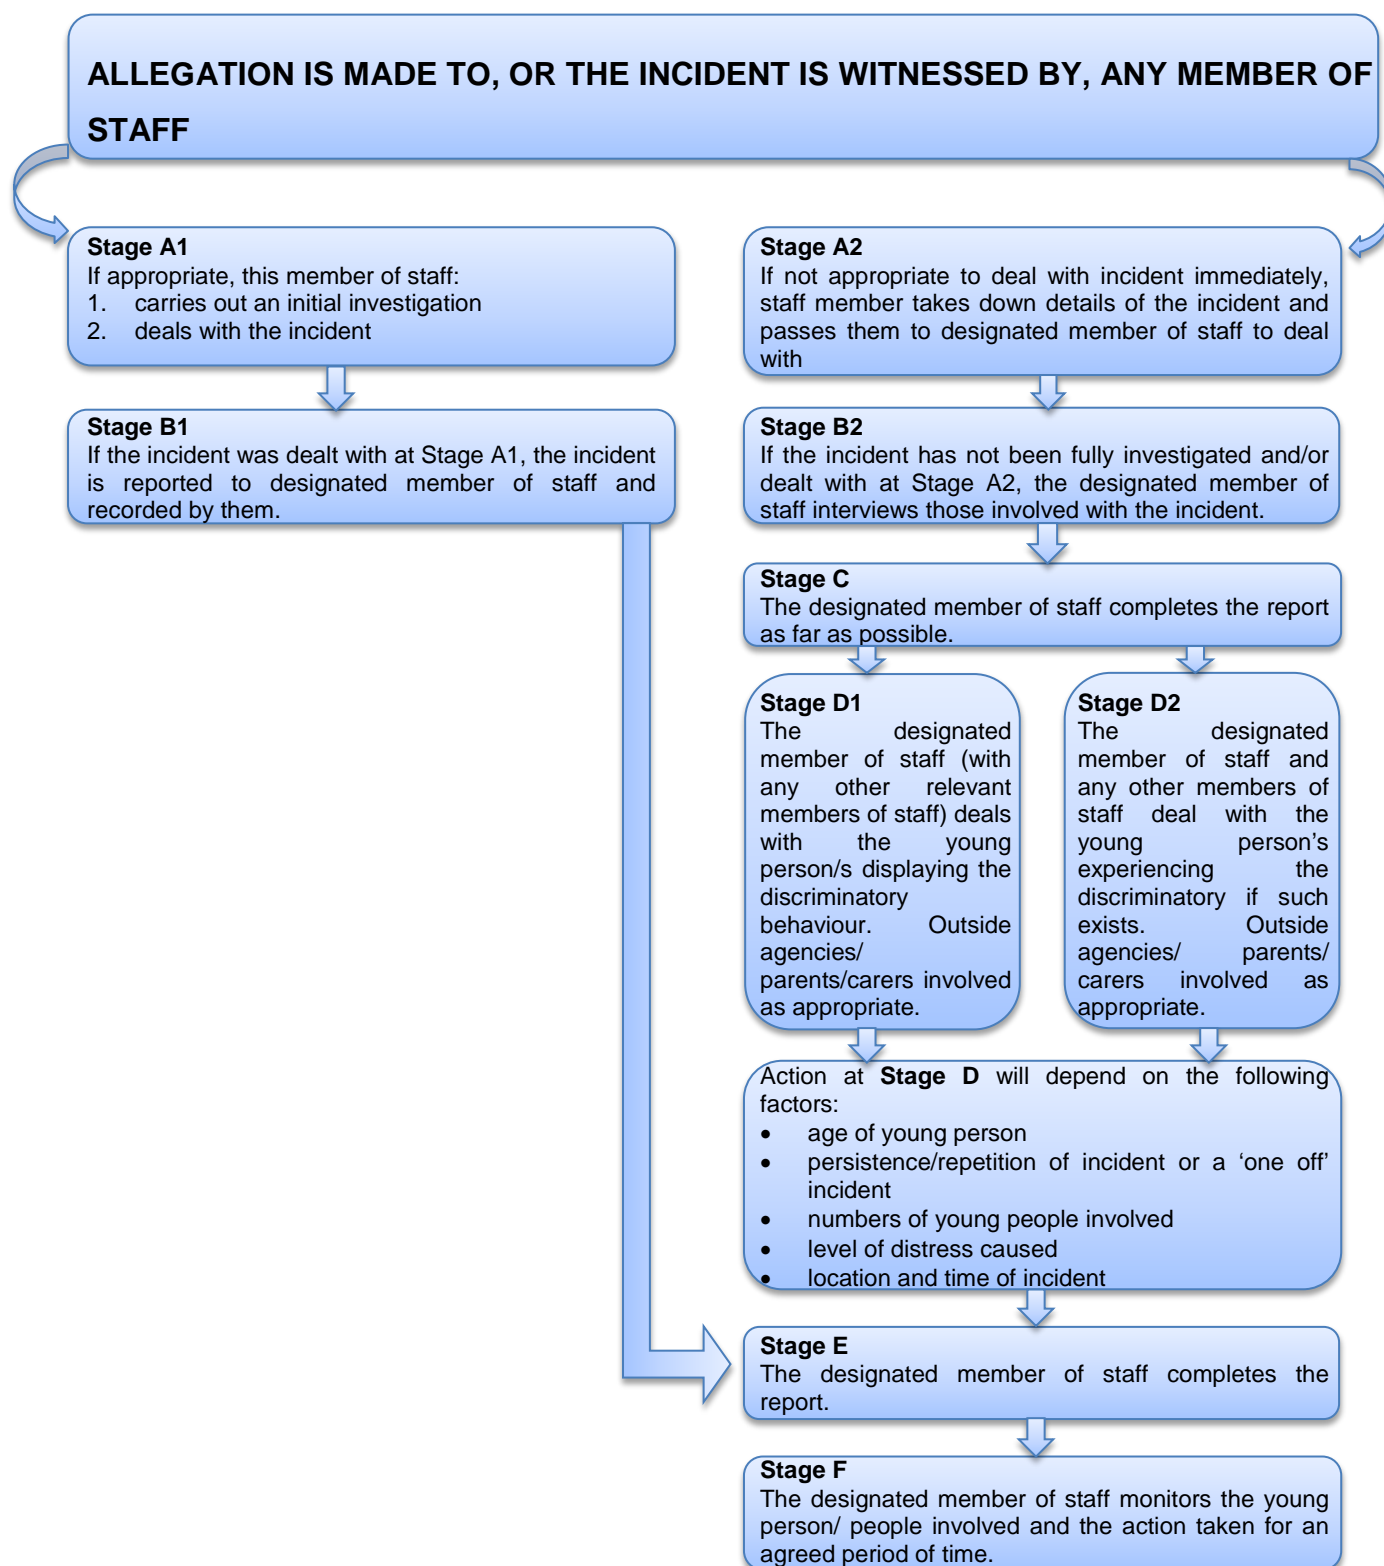 ALLEGATION IS MADE TO, OR THE INCIDENT IS WITNESSED BY, ANY MEMBER OF
STAFF
Stage A1
If appropriate, this member of staff:
1. carries out an initial investigation
2. deals with the incident
Stage B1
If the incident was dealt with at Stage A1, the incident
is reported to designated member of staff and
recorded by them.
Stage A2
If not appropriate to deal with incident immediately,
staff member takes down details of the incident and
passes them to designated member of staff to deal
with
Stage B2
If the incident has not been fully investigated and/or
dealt with at Stage A2, the designated member of
staff interviews those involved with the incident.
Stage C
The designated member of staff completes the report
as far as possible.
Stage D1
The designated
member of staff (with
any other relevant
members of staff) deals
with the young
person/s displaying the
discriminatory
behaviour. Outside
agencies/
parents/carers involved
as appropriate.
Stage D2
The designated
member of staff and
any other members of
staff deal with the
young person’s
experiencing the
discriminatory if such
exists. Outside
agencies/ parents/
carers involved as
appropriate.
Action at Stage D will depend on the following
factors:
• age of young person
• persistence/repetition of incident or a ‘one off’
incident
• numbers of young people involved
• level of distress caused
• location and time of incident
Stage E
The designated member of staff completes the
report.
Stage F
The designated member of staff monitors the young
person/ people involved and the action taken for an
agreed period of time.